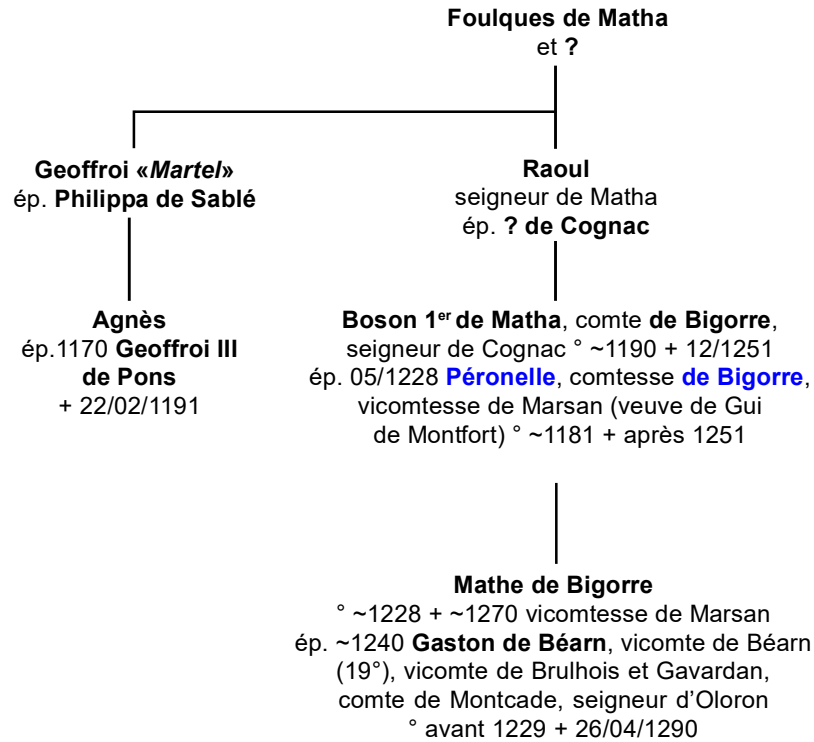 Foulques de Matha
et ?
Geoffroi «Martel»
ép. Philippa de Sablé
Raoul
seigneur de Matha
ép. ? de Cognac
Agnès
ép.1170 Geoffroi III
de Pons
+ 22/02/1191
Boson 1er de Matha, comte de Bigorre,
seigneur de Cognac ° ~1190 + 12/1251
ép. 05/1228 Péronelle, comtesse de Bigorre,
vicomtesse de Marsan (veuve de Gui
de Montfort) ° ~1181 + après 1251
Mathe de Bigorre
° ~1228 + ~1270 vicomtesse de Marsan
ép. ~1240 Gaston de Béarn, vicomte de Béarn
(19°), vicomte de Brulhois et Gavardan,
comte de Montcade, seigneur d’Oloron
° avant 1229 + 26/04/1290